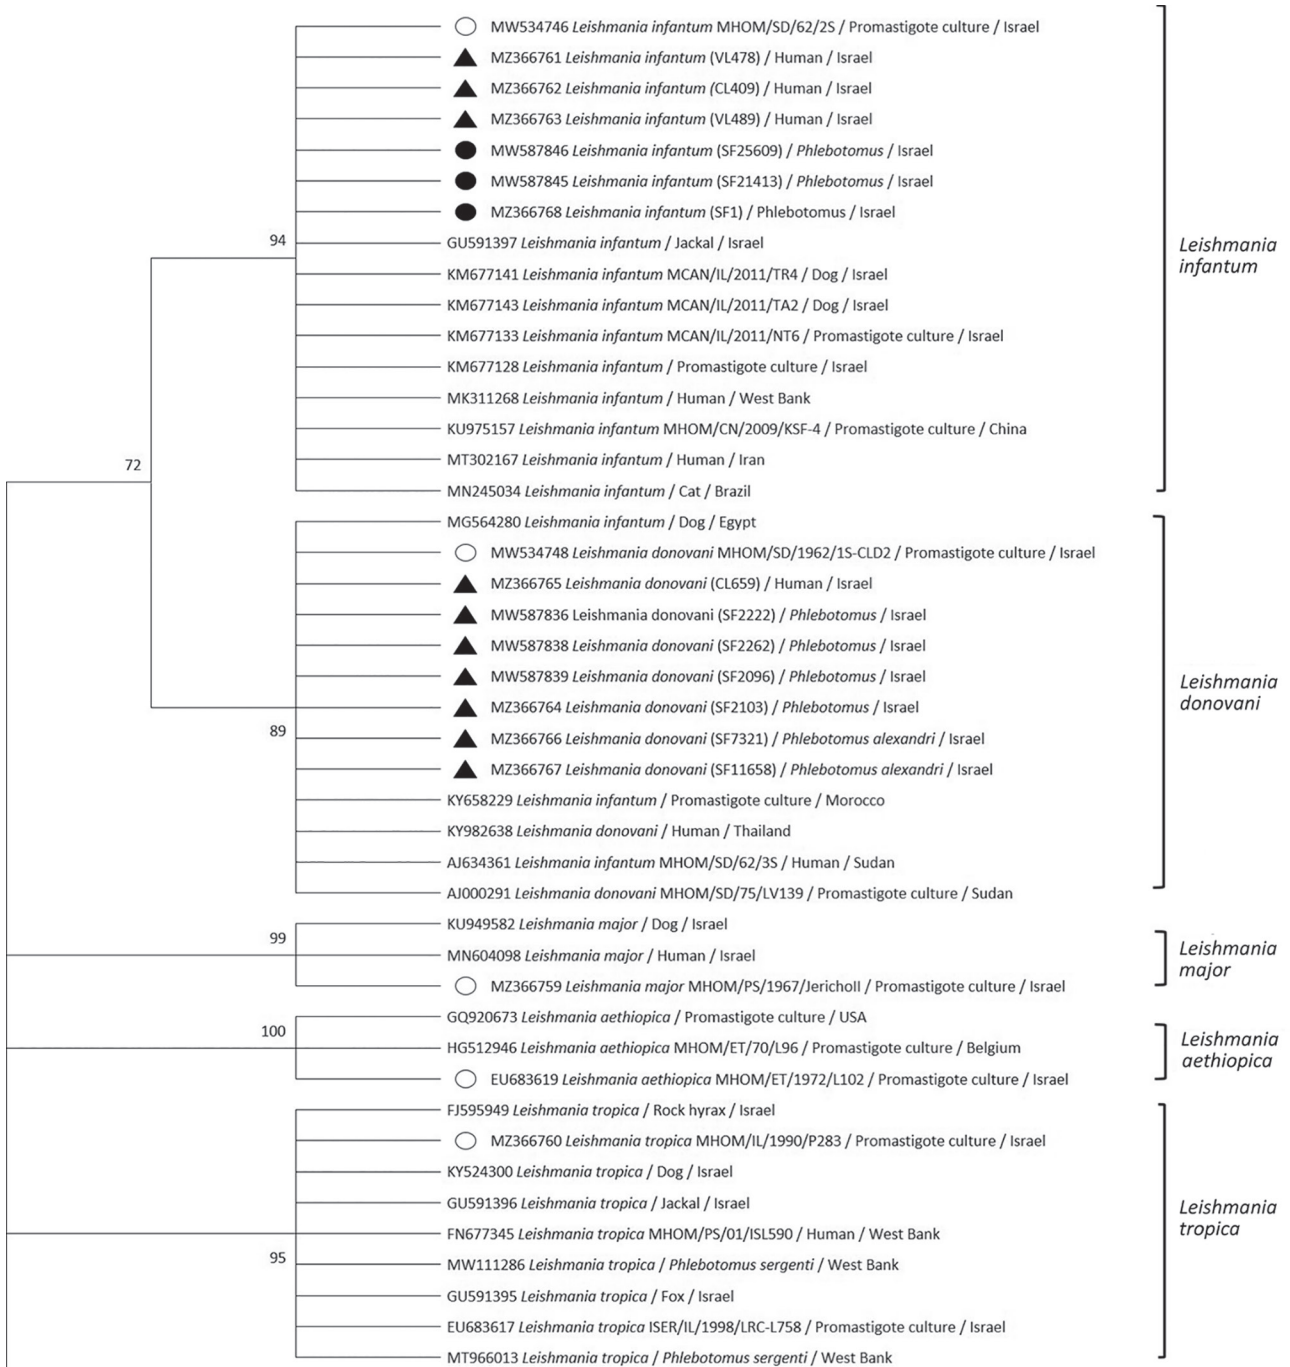 MW534746 Leishmania infantum MHOM/SD/62/2S / Promastigote culture / Israel
MZ366761 Leishmania infantum (VL478) / Human / Israel
MZ366762 Leishmania infantum (CL409) / Human / Israel
MZ366763 Leishmania infantum (VL489) / Human / Israel
MW587846 Leishmania infantum (SF25609) / Phlebotomus / Israel
MW587845 Leishmania infantum (SF21413) / Phlebotomus / Israel
MZ366768 Leishmania infantum (SF1) / Phlebotomus / Israel
94
GU591397 Leishmania infantum / Jackal / Israel
Leishmania
infantum
KM677141 Leishmania infantum MCAN/IL/2011/TR4 / Dog / Israel
KM677143 Leishmania infantum MCAN/IL/2011/TA2 / Dog / Israel
KM677133 Leishmania infantum MCAN/IL/2011/NT6 / Promastigote culture / Israel
KM677128 Leishmania infantum / Promastigote culture / Israel
MK311268 Leishmania infantum / Human / West Bank
KU975157 Leishmania infantum MHOM/CN/2009/KSF-4 / Promastigote culture / China
72
MT302167 Leishmania infantum / Human / Iran
MN245034 Leishmania infantum / Cat / Brazil
MG564280 Leishmania infantum / Dog / Egypt
MW534748 Leishmania donovani MHOM/SD/1962/1S-CLD2 / Promastigote culture / Israel
MZ366765 Leishmania donovani (CL659) / Human / Israel
MW587836 Leishmania donovani (SF2222) / Phlebotomus / Israel
MW587838 Leishmania donovani (SF2262) / Phlebotomus / Israel
MW587839 Leishmania donovani (SF2096) / Phlebotomus / Israel
Leishmania
donovani
MZ366764 Leishmania donovani (SF2103) / Phlebotomus / Israel
89
MZ366766 Leishmania donovani (SF7321) / Phlebotomus alexandri / Israel
MZ366767 Leishmania donovani (SF11658) / Phlebotomus alexandri / Israel
KY658229 Leishmania infantum / Promastigote culture / Morocco
KY982638 Leishmania donovani / Human / Thailand
AJ634361 Leishmania infantum MHOM/SD/62/3S / Human / Sudan
AJ000291 Leishmania donovani MHOM/SD/75/LV139 / Promastigote culture / Sudan
KU949582 Leishmania major / Dog / Israel
99
MN604098 Leishmania major / Human / Israel
Leishmania
major
MZ366759 Leishmania major MHOM/PS/1967/JerichoII / Promastigote culture / Israel
GQ920673 Leishmania aethiopica / Promastigote culture / USA
100
HG512946 Leishmania aethiopica MHOM/ET/70/L96 / Promastigote culture / Belgium
Leishmania
aethiopica
EU683619 Leishmania aethiopica MHOM/ET/1972/L102 / Promastigote culture / Israel
FJ595949 Leishmania tropica / Rock hyrax / Israel
MZ366760 Leishmania tropica MHOM/IL/1990/P283 / Promastigote culture / Israel
KY524300 Leishmania tropica / Dog / Israel
GU591396 Leishmania tropica / Jackal / Israel
Leishmania
tropica
FN677345 Leishmania tropica MHOM/PS/01/ISL590 / Human / West Bank
95
MW111286 Leishmania tropica / Phlebotomus sergenti / West Bank
GU591395 Leishmania tropica / Fox / Israel
EU683617 Leishmania tropica ISER/IL/1998/LRC-L758 / Promastigote culture / Israel
MT966013 Leishmania tropica / Phlebotomus sergenti / West Bank